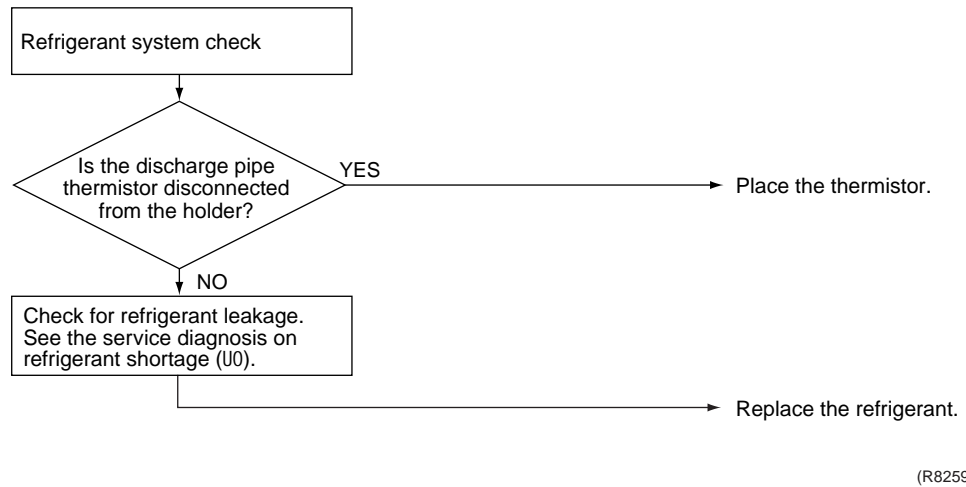 Refrigerant system check
Is the discharge pipe
thermistor disconnected
from the holder?
YES
Place the thermistor.
NO
Check for refrigerant leakage.
See the service diagnosis on
refrigerant shortage (U0).
Replace the refrigerant.
(R8259